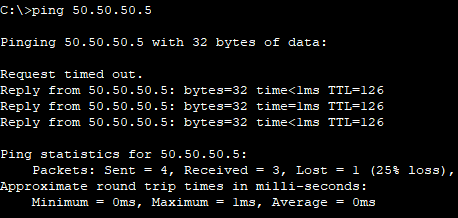 C:\>ping 50.50.50.5
Pinging 50.50.50.5 with 32 bytes of data:
Request timed out.
Reply from 50.50.50.5: bytes=32 time<1ms TTL=126
Reply from 50.50.50.5: bytes=32 time=1ms TTL=126
Reply from 50.50.50.5: bytes=32 time<1ms TTL=126
Ping statistics for 50.50.50.5:
    Packets: Sent = 4, Received = 3, Lost = 1 (25% loss),
Approximate round trip times in milli-seconds:
    Minimum = 0ms, Maximum = 1ms, Average = 0ms